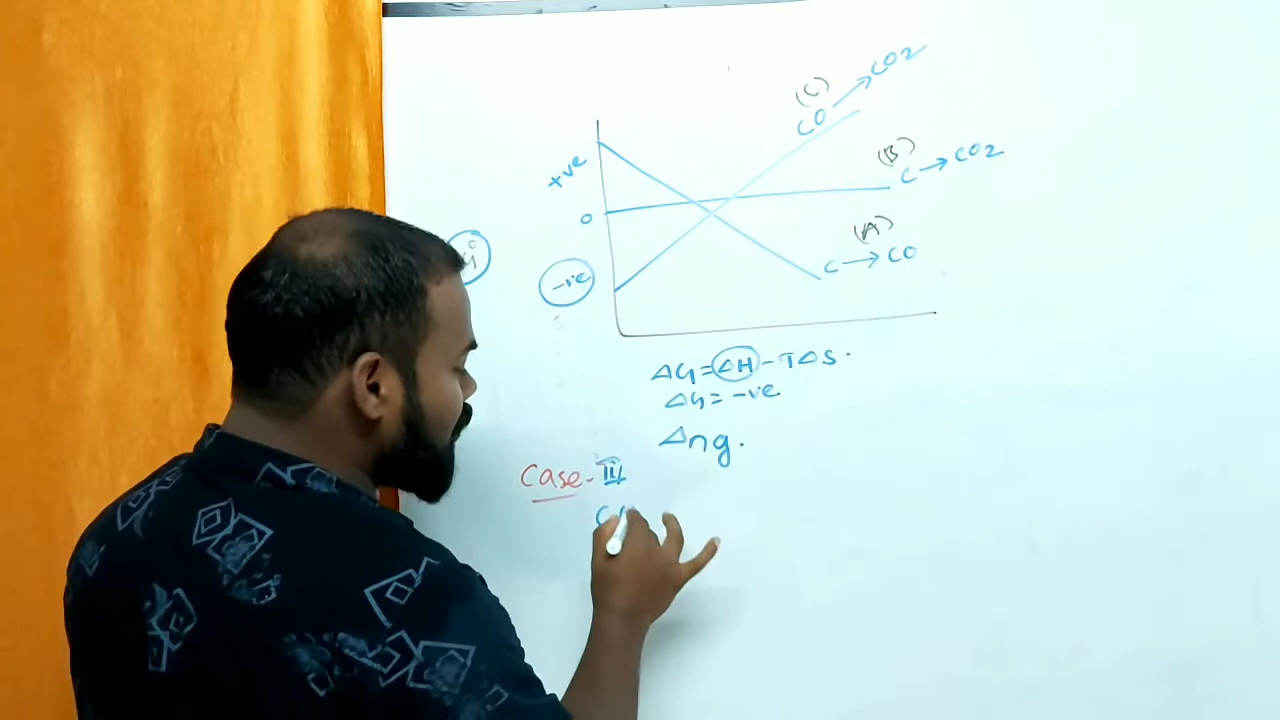 (C)
CO → CO2
(B)
C → CO2
(A)
C → CO
+ve
0
-ve
ΔG = ΔH - TΔS.
ΔG = -ve
Δng.
Case - III